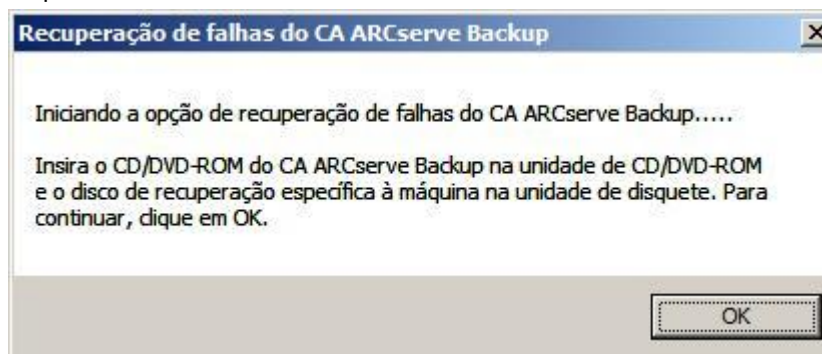 Recuperação de falhas do CA ARCserve Backup
Iniciando a opção de recuperação de falhas do CA ARCserve Backup.....
Insira o CD/DVD-ROM do CA ARCserve Backup na unidade de CD/DVD-ROM
e o disco de recuperação específica à máquina na unidade de disquete. Para
continuar, clique em OK.
OK